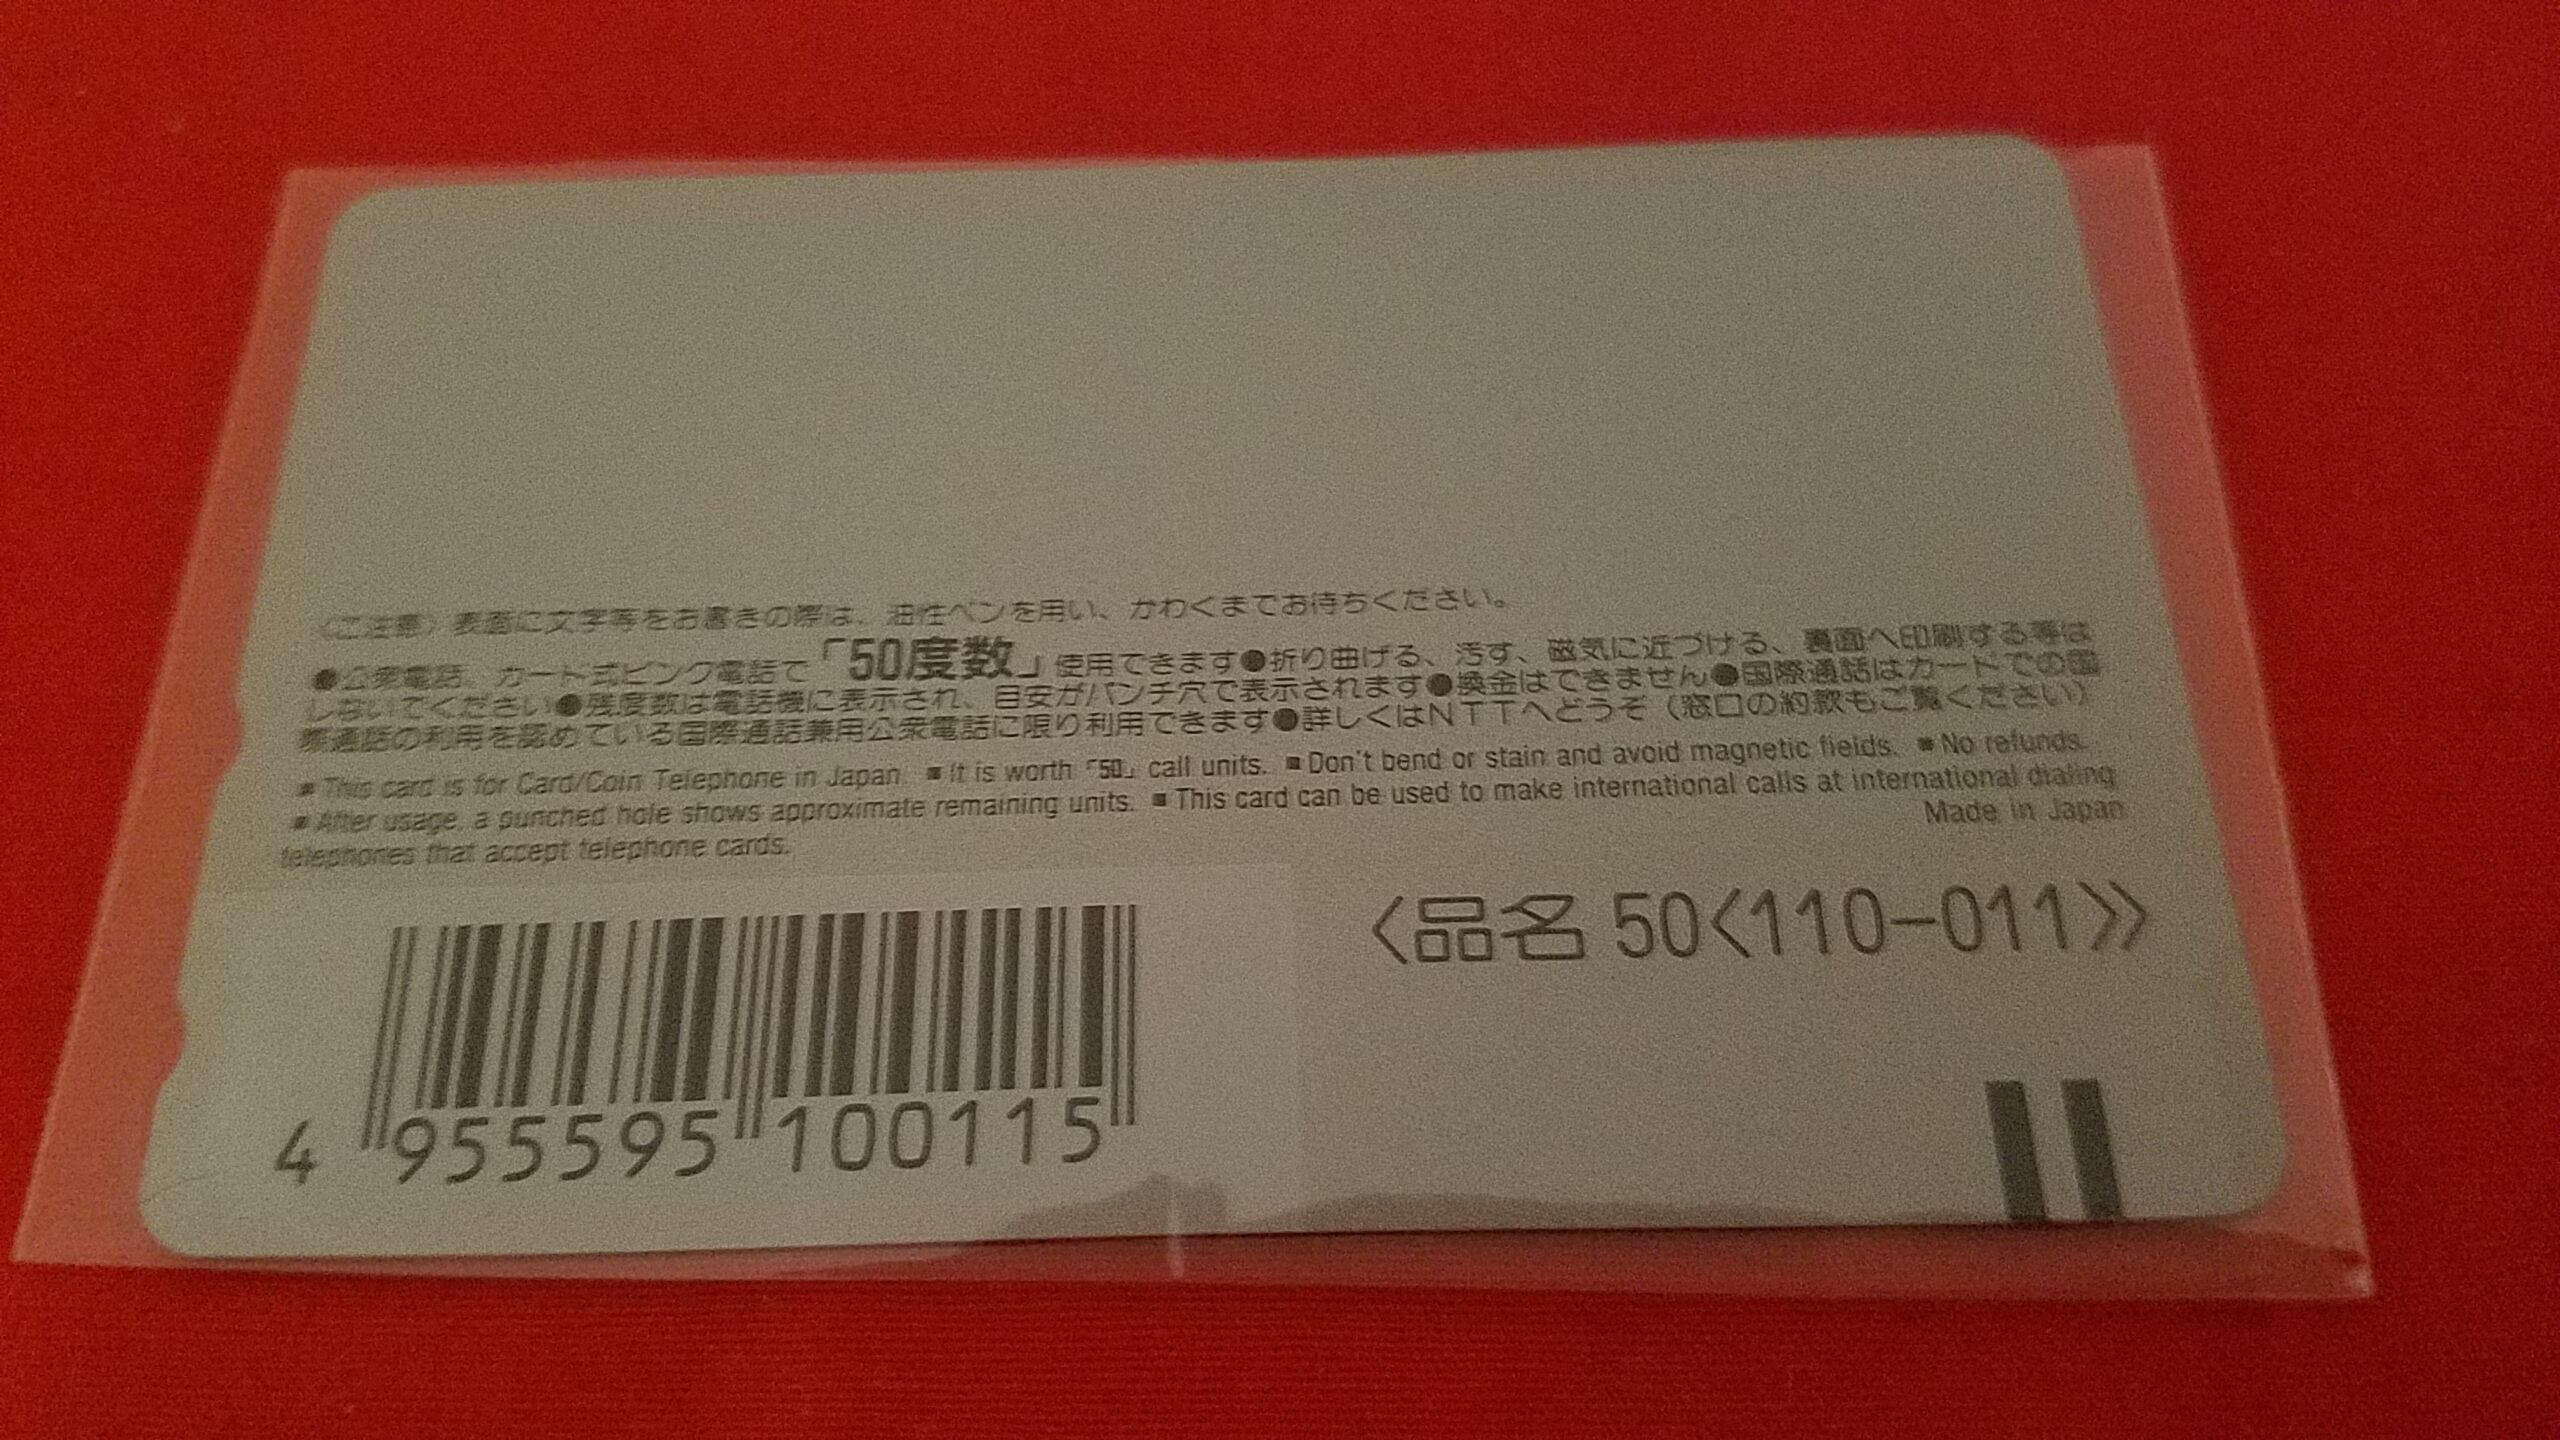 〈ご注意〉表面に文字等をお書きの際は、油性ペンを用い、かわくまでお待ちください。
●公衆電話、カード式ピンク電話で「50度数」使用できます●折り曲げる、汚す、磁気に近づける、裏面へ印刷する等は
しないでください●残度数は電話機に表示され、目安がパンチ穴で表示されます●換金はできません●国際通話はカードでの国
際通話の利用を認めている国際通話兼用公衆電話に限り利用できます●詳しくはNTTへどうぞ（窓口の約款もご覧ください）
■This card is for Card/Coin Telephone in Japan. ■It is worth「50」call units. ■Don't bend or stain and avoid magnetic fields. ■No refunds.
■After usage, a punched hole shows approximate remaining units. ■This card can be used to make international calls at international dialing
telephones that accept telephone cards.
Made in Japan
〈品名 50〈110−011〉〉
4 955595 100115